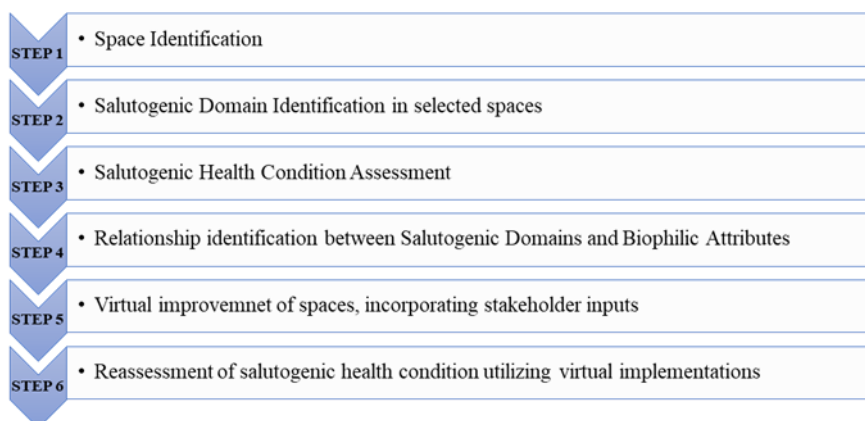 STEP 1
• Space Identification
STEP 2
• Salutogenic Domain Identification in selected spaces
STEP 3
• Salutogenic Health Condition Assessment
STEP 4
• Relationship identification between Salutogenic Domains and Biophilic Attributes
STEP 5
• Virtual improvemnet of spaces, incorporating stakeholder inputs
STEP 6
• Reassessment of salutogenic health condition utilizing virtual implementations